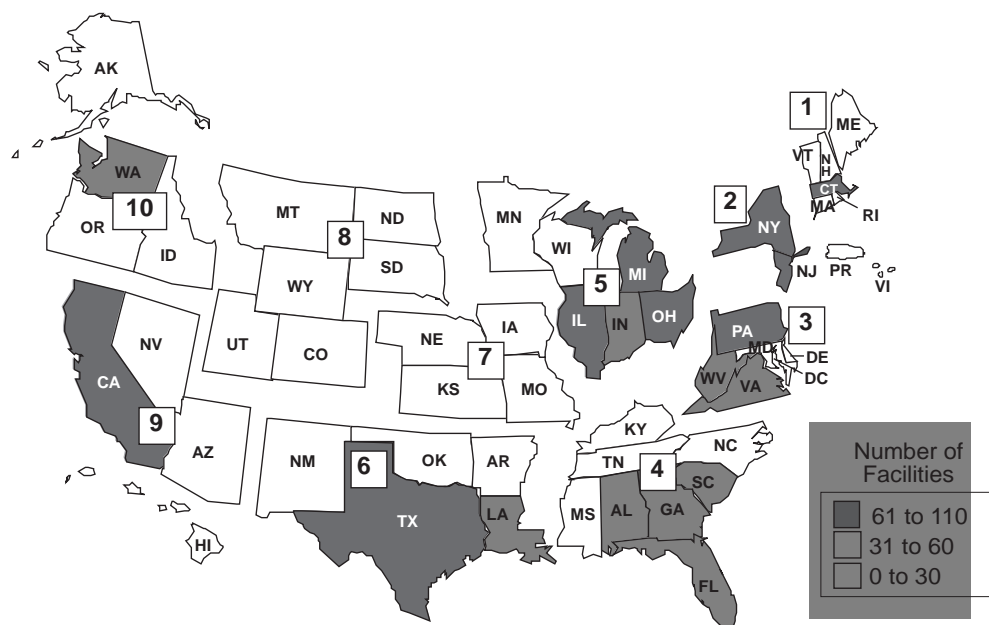 AK
1
ME
VT
N
H
WA
CT
MA
RI
2
10
MT
ND
MN
NY
OR
8
WI
ID
SD
MI
NJ
PR
VI
5
WY
IL
IN
OH
IA
PA
3
NV
NE
UT
CO
7
MD
DE
CA
WV
DC
KS
MO
VA
9
KY
AZ
NM
6
OK
AR
TN
4
NC
SC
MS
AL
GA
LA
TX
HI
FL
Number of
Facilities
61 to 110
31 to 60
0 to 30